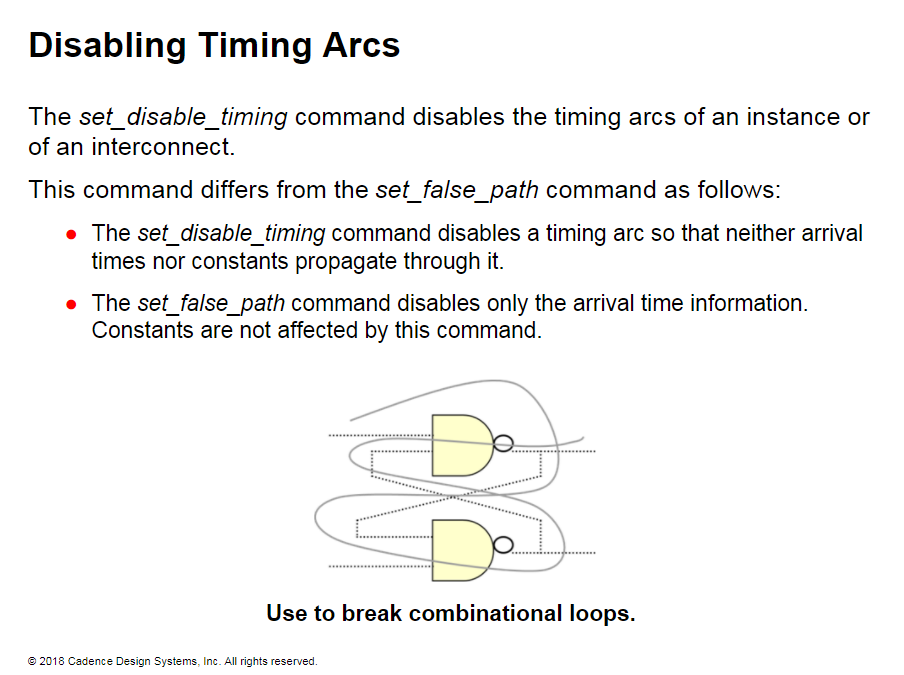 Disabling Timing Arcs
The set_disable_timing command disables the timing arcs of an instance or
of an interconnect.
This command differs from the set_false_path command as follows:
● The set_disable_timing command disables a timing arc so that neither arrival
times nor constants propagate through it.
● The set_false_path command disables only the arrival time information.
Constants are not affected by this command.
Use to break combinational loops.
© 2018 Cadence Design Systems, Inc. All rights reserved.